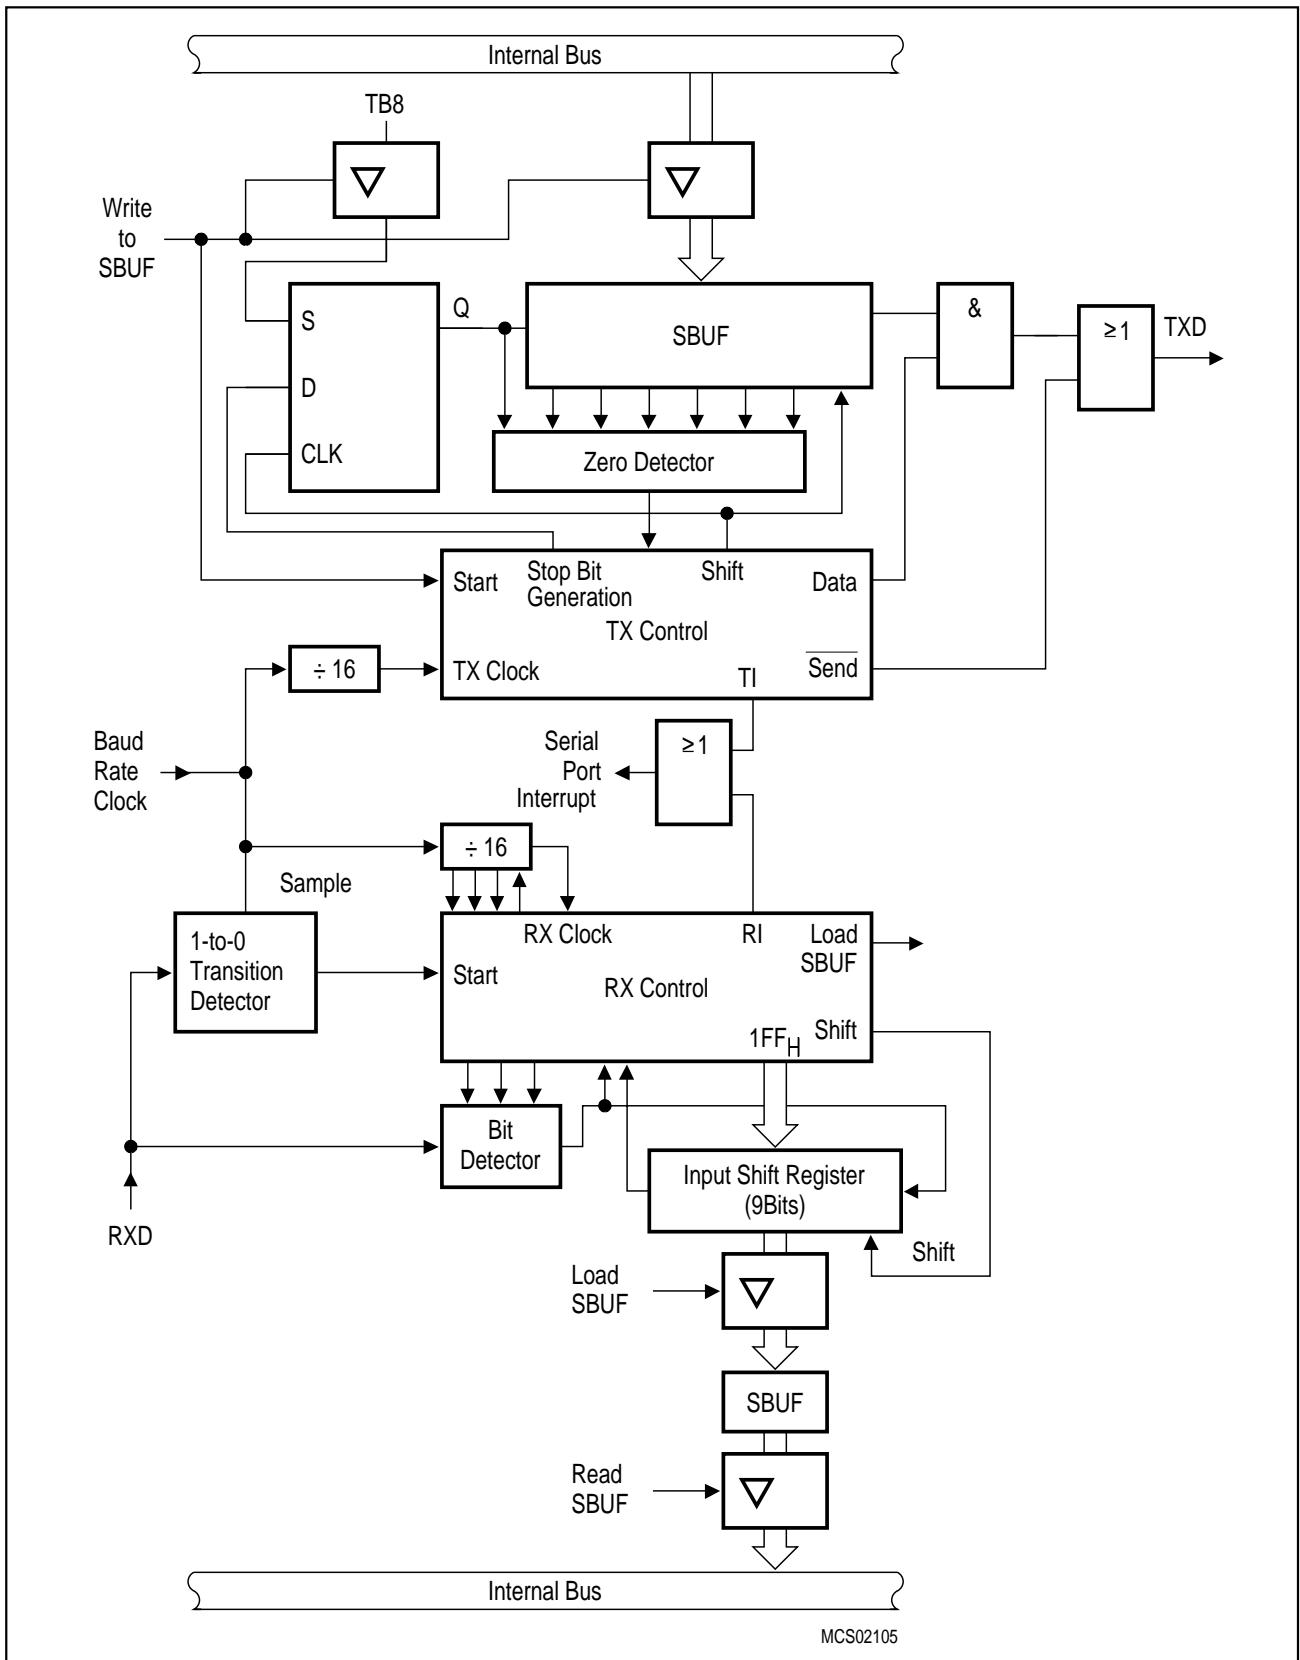 Internal Bus
TB8
Write
to
SBUF
S
Q
D
CLK
SBUF
&
≥1
TXD
Zero Detector
Start
Stop Bit
Generation
Shift
Data
TX Control
÷ 16
TX Clock
TI
Send
Baud
Rate
Clock
Serial
Port
Interrupt
≥1
÷ 16
Sample
1-to-0
Transition
Detector
RX Clock
RI
Load
SBUF
Start
RX Control
1FFH
Shift
Bit
Detector
Input Shift Register
(9Bits)
RXD
Shift
Load
SBUF
SBUF
Read
SBUF
Internal Bus
MCS02105